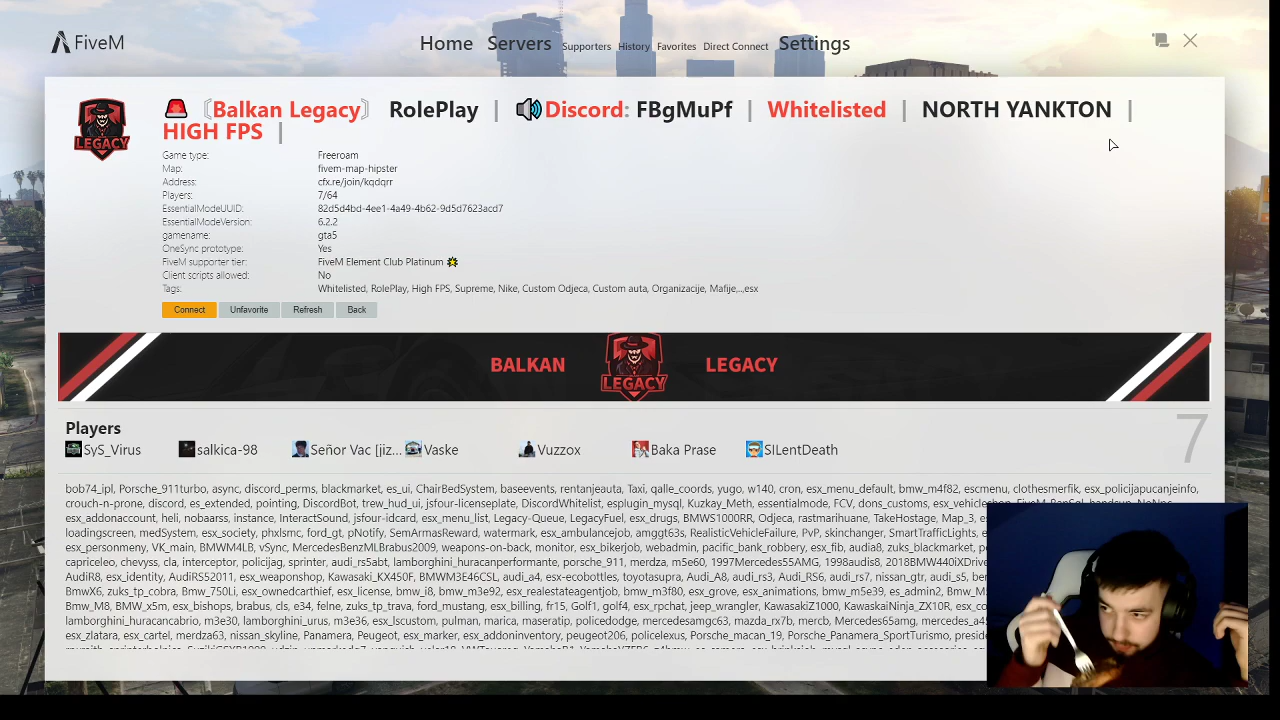 FiveM
Home Servers Supporters History Favorites Direct Connect Settings
〖Balkan Legacy〗 RolePlay | Discord: FBgMuPf | Whitelisted | NORTH YANKTON |
HIGH FPS |
LEGACY
Game type: Freeroam
Map: fivem-map-hipster
Address: cfx.re/join/kqdqrr
Players: 7/64
EssentialModeUUID: 82d5d4bd-4ee1-4a49-4b62-9d5d7623acd7
EssentialModeVersion: 6.2.2
gamename: gta5
OneSync prototype: Yes
FiveM supporter tier: FiveM Element Club Platinum
Client scripts allowed: No
Tags: Whitelisted, RolePlay, High FPS, Supreme, Nike, Custom Odjeca, Custom auta, Organizacije, Mafije,..,esx
Connect Unfavorite Refresh Back
BALKAN LEGACY LEGACY
Players 7
SyS_Virus salkica-98 Señor Vac [jiz... Vaske Vuzzox Baka Prase SILentDeath
bob74_ipl, Porsche_911turbo, async, discord_perms, blackmarket, es_ui, ChairBedSystem, baseevents, rentanjeauta, Taxi, qalle_coords, yugo, w140, cron, esx_menu_default, bmw_m4f82, escmenu, clothesmerfik, esx_policijapucanjeinfo,
crouch-n-prone, discord, es_extended, pointing, DiscordBot, trew_hud_ui, jsfour-licenseplate, DiscordWhitelist, esplugin_mysql, Kuzkay_Meth, essentialmode, FCV, dons_customs,
esx_addonaccount, heli, nobaarss, instance, InteractSound, jsfour-idcard, esx_menu_list, Legacy-Queue, LegacyFuel, esx_drugs, BMWS1000RR, Odjeca, rastmarihuane, TakeHostage, Map_3,
loadingscreen, medSystem, esx_society, phxlsmc, ford_gt, pNotify, SemArmasReward, watermark, esx_ambulancejob, amggt63s, RealisticVehicleFailure, PvP, skinchanger, SmartTrafficLights,
esx_personmeny, VK_main, BMWM4LB, vSync, MercedesBenzMLBrabus2009, weapons-on-back, monitor, esx_bikerjob, webadmin, pacific_bank_robbery, esx_fib, audia8, zuks_blackmarket,
capriceleo, chevyss, cla, interceptor, policijag, sprinter, audi_rs5abt, lamborghini_huracanperformante, porsche_911, merdza, m5e60, 1997Mercedes55AMG, 1998audis8, 2018BMW440iXDrive
AudiR8, esx_identity, AudiRS52011, esx_weaponshop, Kawasaki_KX450F, BMWM3E46CSL, audi_a4, esx-ecobottles, toyotasupra, Audi_A8, audi_rs3, Audi_RS6, audi_rs7, nissan_gtr, audi_s5,
BmwX6, zuks_tp_crava, Bmw_750Li, esx_ownedcarthief, esx_license, bmw_i8, bmw_m3e92, esx_realestateagentjob, bmw_m3f80, esx_grove, esx_animations, bmw_m5e39, es_admin2,
Bmw_M8, BMW_x5m, esx_bishops, brabus, cls, e34, felne, zuks_tp_trava, ford_mustang, esx_billing, fr15, Golf1, golf4, esx_rpchat, jeep_wrangler, KawasakiZ1000, KawaskaiNinja_ZX10R,
lamborghini_huracancabrio, m3e30, lamborghini_urus, m3e36, esx_lscustom, pulman, marica, maseratip, policedodge, mercedesamgc63, mazda_rx7b, mercb, Mercedes65amg,
esx_zlatara, esx_cartel, merdza63, nissan_skyline, Panamera, Peugeot, esx_marker, esx_addoninventory, peugeot206, policelexus, Porsche_macan_19, Porsche_Panamera_SportTurismo,